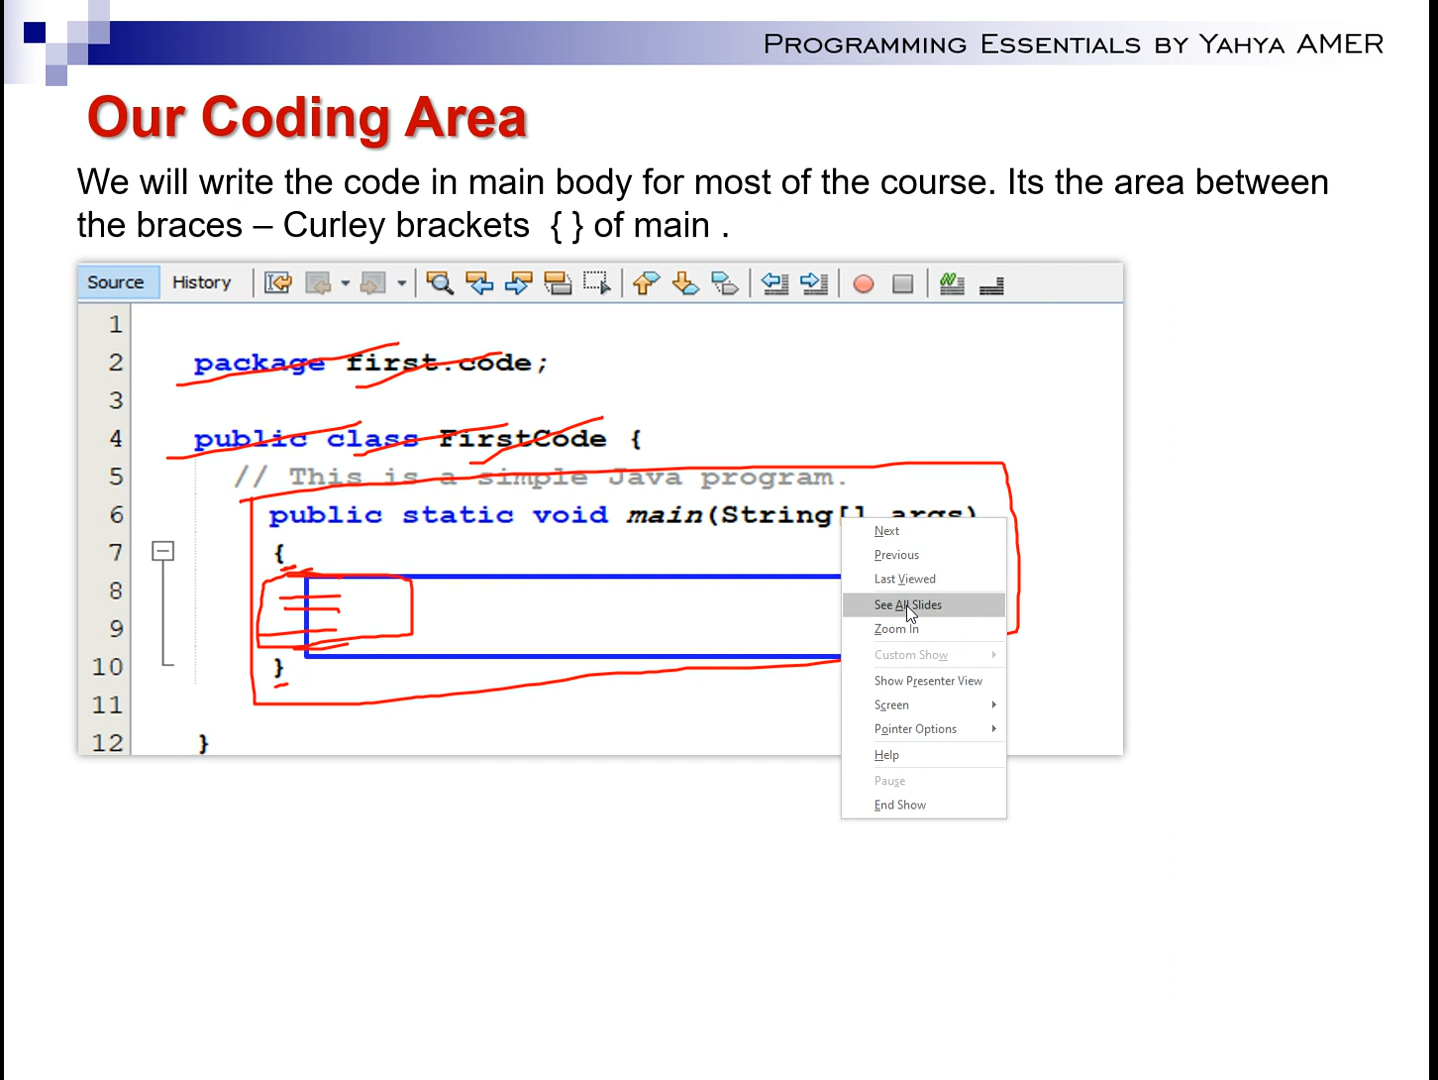 PROGRAMMING ESSENTIALS BY YAHYA AMER
Our Coding Area
We will write the code in main body for most of the course. Its the area between
the braces – Curley brackets { } of main .
Source History
1
2 package first.code;
3
4 public class FirstCode {
5 // This is a simple Java program.
6 public static void main(String[] args)
7 {
8
9
10 }
11
12 }
Next
Previous
Last Viewed
See All Slides
Zoom In
Custom Show
Show Presenter View
Screen
Pointer Options
Help
Pause
End Show